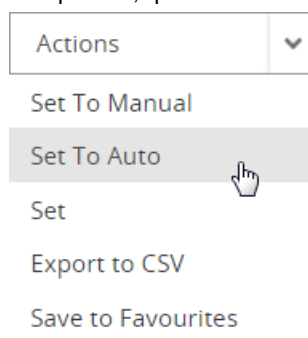 Actions
Set To Manual
Set To Auto
Set
Export to CSV
Save to Favourites